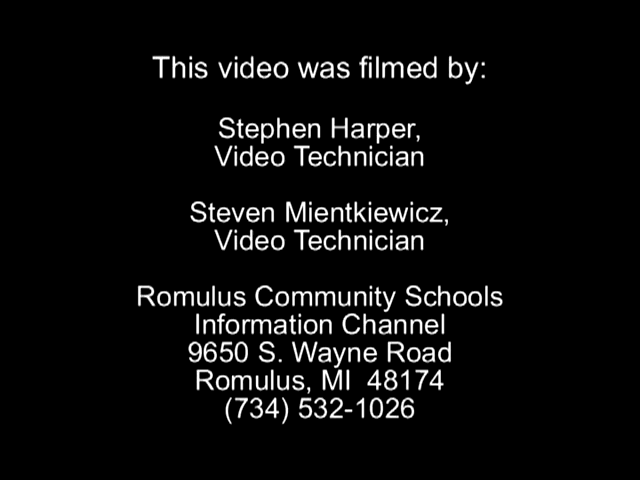 This video was filmed by:
Stephen Harper,
Video Technician
Steven Mientkiewicz,
Video Technician
Romulus Community Schools
Information Channel
9650 S. Wayne Road
Romulus, MI  48174
(734) 532-1026